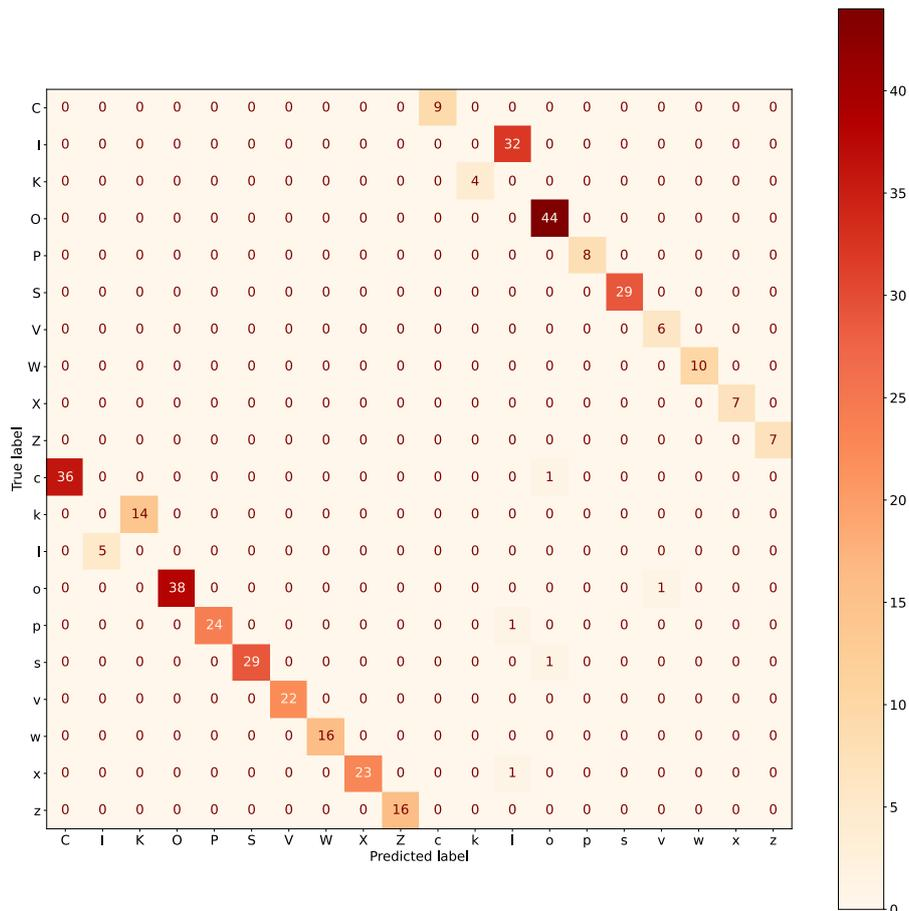 C 0 0 0 0 0 0 0 0 0 0 9 0 0 0 0 0 0 0 0 0
I 0 0 0 0 0 0 0 0 0 0 0 0 32 0 0 0 0 0 0 0
K 0 0 0 0 0 0 0 0 0 0 0 4 0 0 0 0 0 0 0 0
O 0 0 0 0 0 0 0 0 0 0 0 0 0 44 0 0 0 0 0 0
P 0 0 0 0 0 0 0 0 0 0 0 0 0 0 8 0 0 0 0 0
S 0 0 0 0 0 0 0 0 0 0 0 0 0 0 0 29 0 0 0 0
V 0 0 0 0 0 0 0 0 0 0 0 0 0 0 0 0 6 0 0 0
W 0 0 0 0 0 0 0 0 0 0 0 0 0 0 0 0 0 10 0 0
X 0 0 0 0 0 0 0 0 0 0 0 0 0 0 0 0 0 0 7 0
Z 0 0 0 0 0 0 0 0 0 0 0 0 0 0 0 0 0 0 0 7
c 36 0 0 0 0 0 0 0 0 0 0 0 0 1 0 0 0 0 0 0
k 0 0 14 0 0 0 0 0 0 0 0 0 0 0 0 0 0 0 0 0
l 0 5 0 0 0 0 0 0 0 0 0 0 0 0 0 0 0 0 0 0
o 0 0 0 38 0 0 0 0 0 0 0 0 0 0 0 0 1 0 0 0
p 0 0 0 0 24 0 0 0 0 0 0 0 1 0 0 0 0 0 0 0
s 0 0 0 0 0 29 0 0 0 0 0 0 0 1 0 0 0 0 0 0
v 0 0 0 0 0 0 22 0 0 0 0 0 0 0 0 0 0 0 0 0
w 0 0 0 0 0 0 0 16 0 0 0 0 0 0 0 0 0 0 0 0
x 0 0 0 0 0 0 0 0 23 0 0 0 1 0 0 0 0 0 0 0
z 0 0 0 0 0 0 0 0 0 16 0 0 0 0 0 0 0 0 0 0
C I K O P S V W X Z c k l o p s v w x z
Predicted label
True label
40
35
30
25
20
15
10
5
0